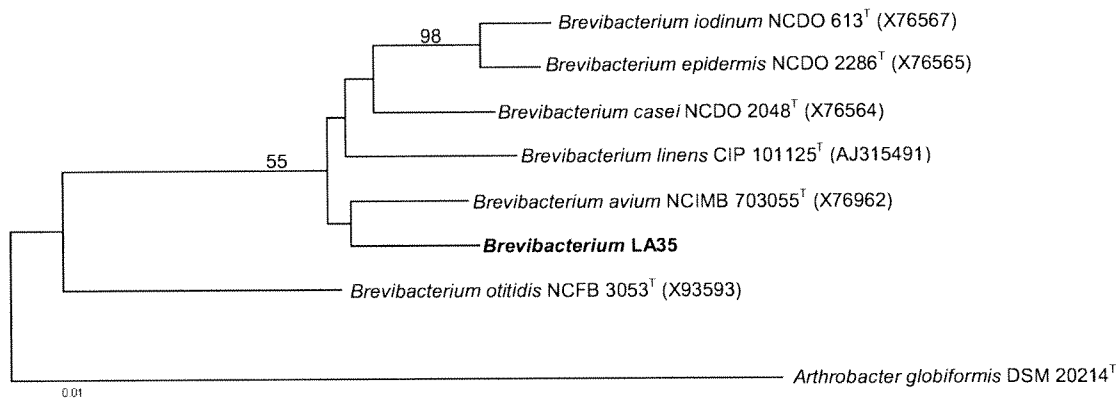 98
Brevibacterium iodinum NCDO 613ᵀ (X76567)
Brevibacterium epidermis NCDO 2286ᵀ (X76565)
Brevibacterium casei NCDO 2048ᵀ (X76564)
55
Brevibacterium linens CIP 101125ᵀ (AJ315491)
Brevibacterium avium NCIMB 703055ᵀ (X76962)
Brevibacterium LA35
Brevibacterium otitidis NCFB 3053ᵀ (X93593)
Arthrobacter globiformis DSM 20214ᵀ
0.01